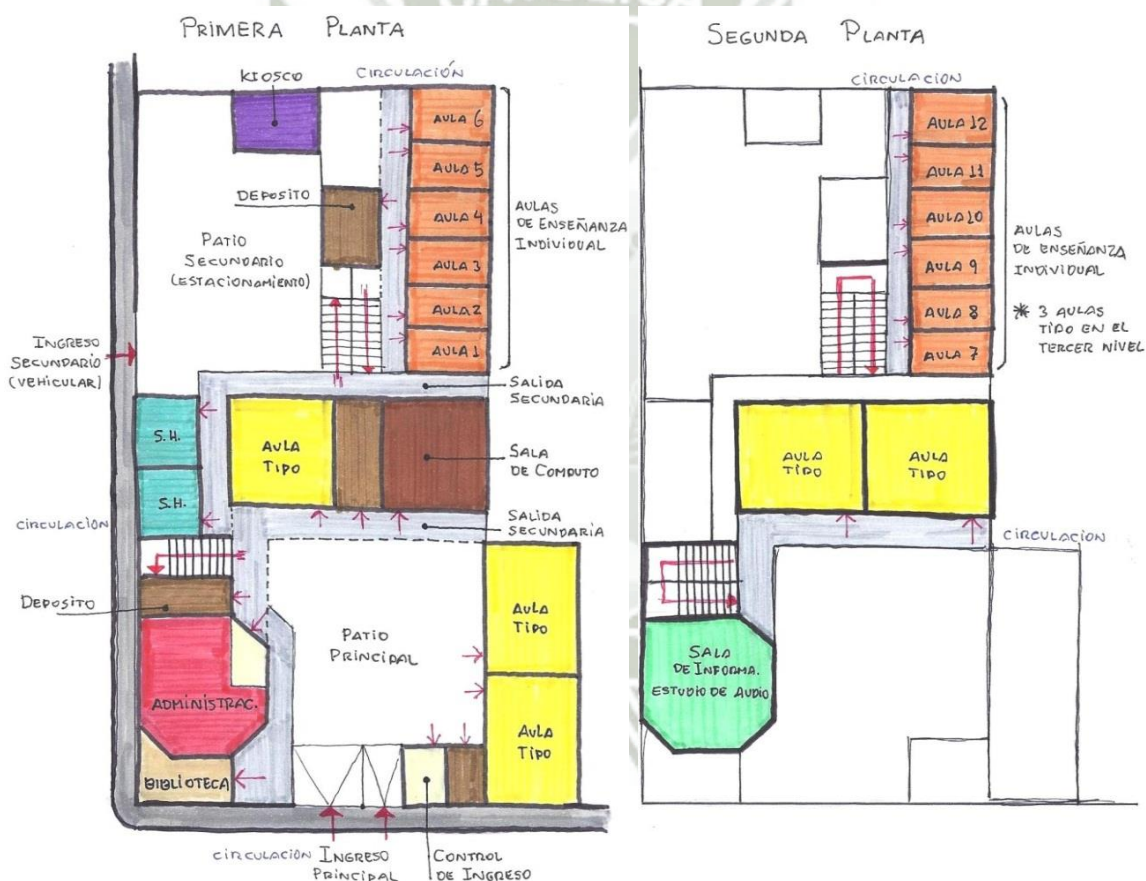 PRIMERA PLANTA
KIOSCO
CIRCULACIÓN
AULA 6
AULA 5
DEPOSITO
AULA 4
AULAS
DE ENSEÑANZA
INDIVIDUAL
PATIO
SECUNDARIO
(ESTACIONAMIENTO)
AULA 3
AULA 2
AULA 1
INGRESO
SECUNDARIO
(VEHICULAR)
SALIDA
SECUNDARIA
S.H.
AULA
TIPO
SALA
DE COMPUTO
S.H.
CIRCULACIÓN
SALIDA
SECUNDARIA
DEPOSITO
AULA
TIPO
PATIO
PRINCIPAL
ADMINISTRAC.
AULA
TIPO
BIBLIOTECA
CIRCULACIÓN
INGRESO
PRINCIPAL
CONTROL
DE INGRESO
SEGUNDA PLANTA
CIRCULACION
AULA 12
AULA 11
AULA 10
AULAS
DE ENSEÑANZA
INDIVIDUAL
AULA 9
AULA 8
* 3 AULAS
TIPO EN EL
TERCER NIVEL
AULA 7
AULA
TIPO
AULA
TIPO
CIRCULACIÓN
SALA
DE INFORMA.
ESTUDIO DE AUDIO